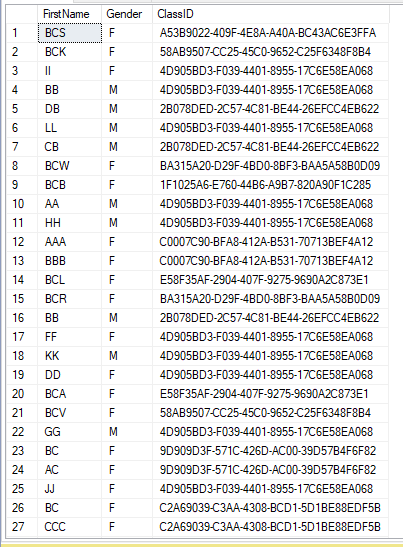 FirstName Gender ClassID
1 BCS F A53B9022-409F-4E8A-A40A-BC43AC6E3FFA
2 BCK F 58AB9507-CC25-45C0-9652-C25F6348F8B4
3 II F 4D905BD3-F039-4401-8955-17C6E58EA068
4 BB M 4D905BD3-F039-4401-8955-17C6E58EA068
5 DB M 2B078DED-2C57-4C81-BE44-26EFCC4EB622
6 LL M 4D905BD3-F039-4401-8955-17C6E58EA068
7 CB M 2B078DED-2C57-4C81-BE44-26EFCC4EB622
8 BCW F BA315A20-D29F-4BD0-8BF3-BAA5A58B0D09
9 BCB F 1F1025A6-E760-44B6-A9B7-820A90F1C285
10 AA M 4D905BD3-F039-4401-8955-17C6E58EA068
11 HH M 4D905BD3-F039-4401-8955-17C6E58EA068
12 AAA F C0007C90-BFA8-412A-B531-70713BEF4A12
13 BBB F C0007C90-BFA8-412A-B531-70713BEF4A12
14 BCL F E58F35AF-2904-407F-9275-9690A2C873E1
15 BCR F BA315A20-D29F-4BD0-8BF3-BAA5A58B0D09
16 BB M 2B078DED-2C57-4C81-BE44-26EFCC4EB622
17 FF F 4D905BD3-F039-4401-8955-17C6E58EA068
18 KK M 4D905BD3-F039-4401-8955-17C6E58EA068
19 DD F 4D905BD3-F039-4401-8955-17C6E58EA068
20 BCA F E58F35AF-2904-407F-9275-9690A2C873E1
21 BCV F 58AB9507-CC25-45C0-9652-C25F6348F8B4
22 GG M 4D905BD3-F039-4401-8955-17C6E58EA068
23 BC F 9D909D3F-571C-426D-AC00-39D57B4F6F82
24 AC F 9D909D3F-571C-426D-AC00-39D57B4F6F82
25 JJ F 4D905BD3-F039-4401-8955-17C6E58EA068
26 BC F C2A69039-C3AA-4308-BCD1-5D1BE88EDF5B
27 CCC F C2A69039-C3AA-4308-BCD1-5D1BE88EDF5B